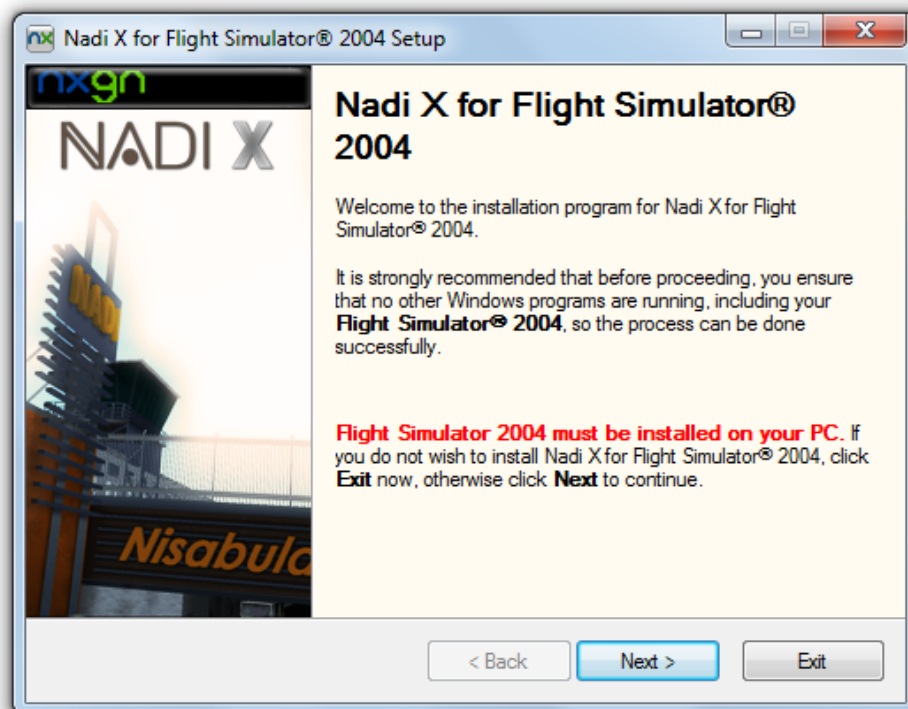 Nadi X for Flight Simulator® 2004 Setup
nxgn
NADI X
NADI
Nisabula
Nadi X for Flight Simulator®
2004
Welcome to the installation program for Nadi X for Flight
Simulator® 2004.
It is strongly recommended that before proceeding, you ensure
that no other Windows programs are running, including your
Flight Simulator® 2004, so the process can be done
successfully.
Flight Simulator 2004 must be installed on your PC. If
you do not wish to install Nadi X for Flight Simulator® 2004, click
Exit now, otherwise click Next to continue.
< Back
Next >
Exit